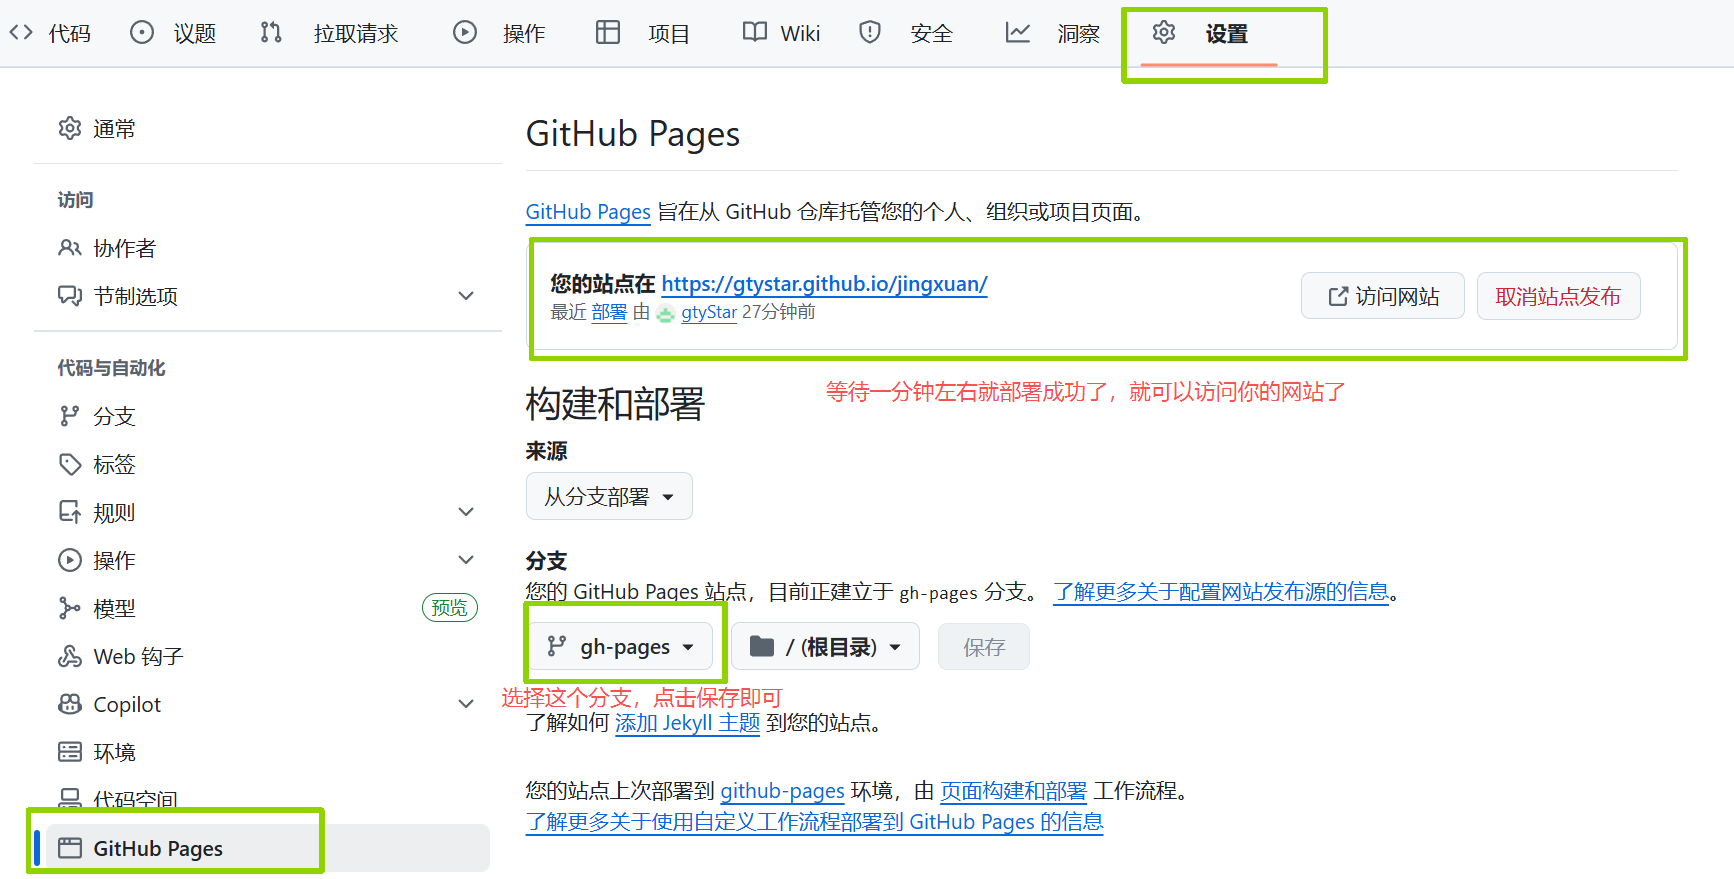 代码 议题 拉取请求 操作 项目 Wiki 安全 洞察 设置
通常
访问
协作者
节制选项
代码与自动化
分支
标签
规则
操作
模型 预览
Web 钩子
Copilot
环境
代码空间
GitHub Pages
GitHub Pages
GitHub Pages 旨在从 GitHub 仓库托管您的个人、组织或项目页面。
您的站点在 https://gtystar.github.io/jingxuan/
最近 部署 由 gtyStar 27分钟前
访问网站 取消站点发布
等待一分钟左右就部署成功了，就可以访问你的网站了
构建和部署
来源
从分支部署
分支
您的 GitHub Pages 站点，目前正建立于 gh-pages 分支。 了解更多关于配置网站发布源的信息。
gh-pages / (根目录) 保存
选择这个分支，点击保存即可
了解如何 添加 Jekyll 主题 到您的站点。
您的站点上次部署到 github-pages 环境，由 页面构建和部署 工作流程。
了解更多关于使用自定义工作流程部署到 GitHub Pages 的信息